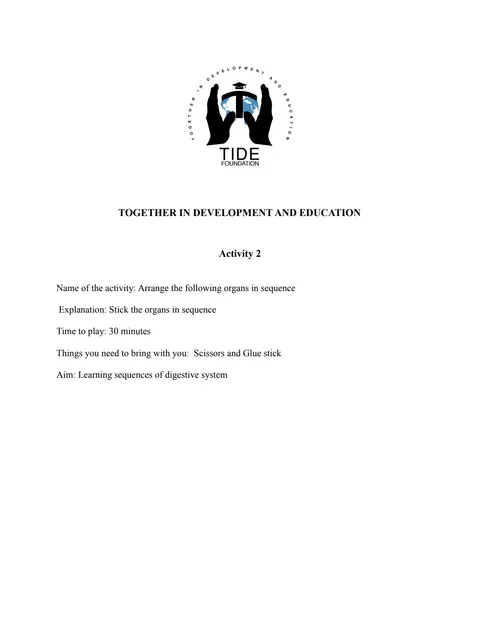 TOGETHER IN DEVELOPMENT AND EDUCATION
TIDE
FOUNDATION
TOGETHER IN DEVELOPMENT AND EDUCATION
Activity 2
Name of the activity: Arrange the following organs in sequence
Explanation: Stick the organs in sequence
Time to play: 30 minutes
Things you need to bring with you:  Scissors and Glue stick
Aim: Learning sequences of digestive system